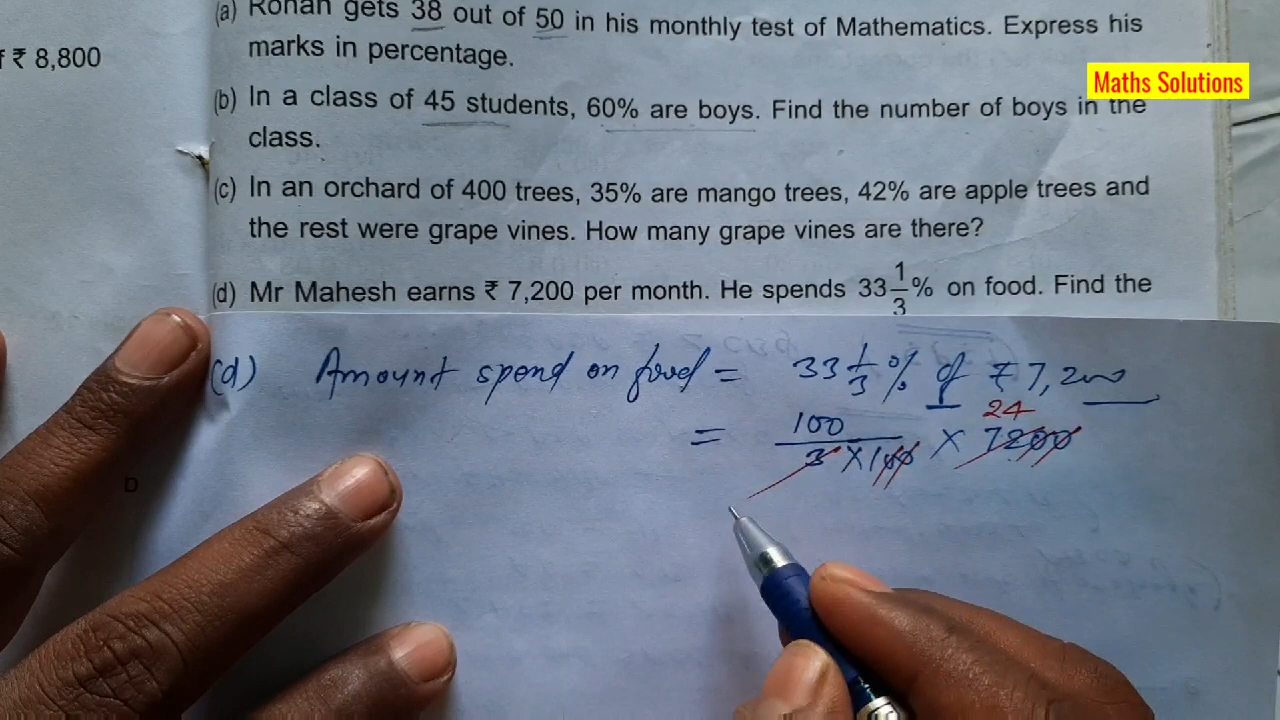 (a) Rohan gets 38 out of 50 in his monthly test of Mathematics. Express his
marks in percentage.
₹ 8,800
Maths Solutions
(b) In a class of 45 students, 60% are boys. Find the number of boys in the
class.
(c) In an orchard of 400 trees, 35% are mango trees, 42% are apple trees and
the rest were grape vines. How many grape vines are there?
(d) Mr Mahesh earns ₹ 7,200 per month. He spends 33 1/3 % on food. Find the
(d) Amount spend on food = 33 1/3 % of ₹ 7,200
24
= 100 / 3 × 100 × 7200
D